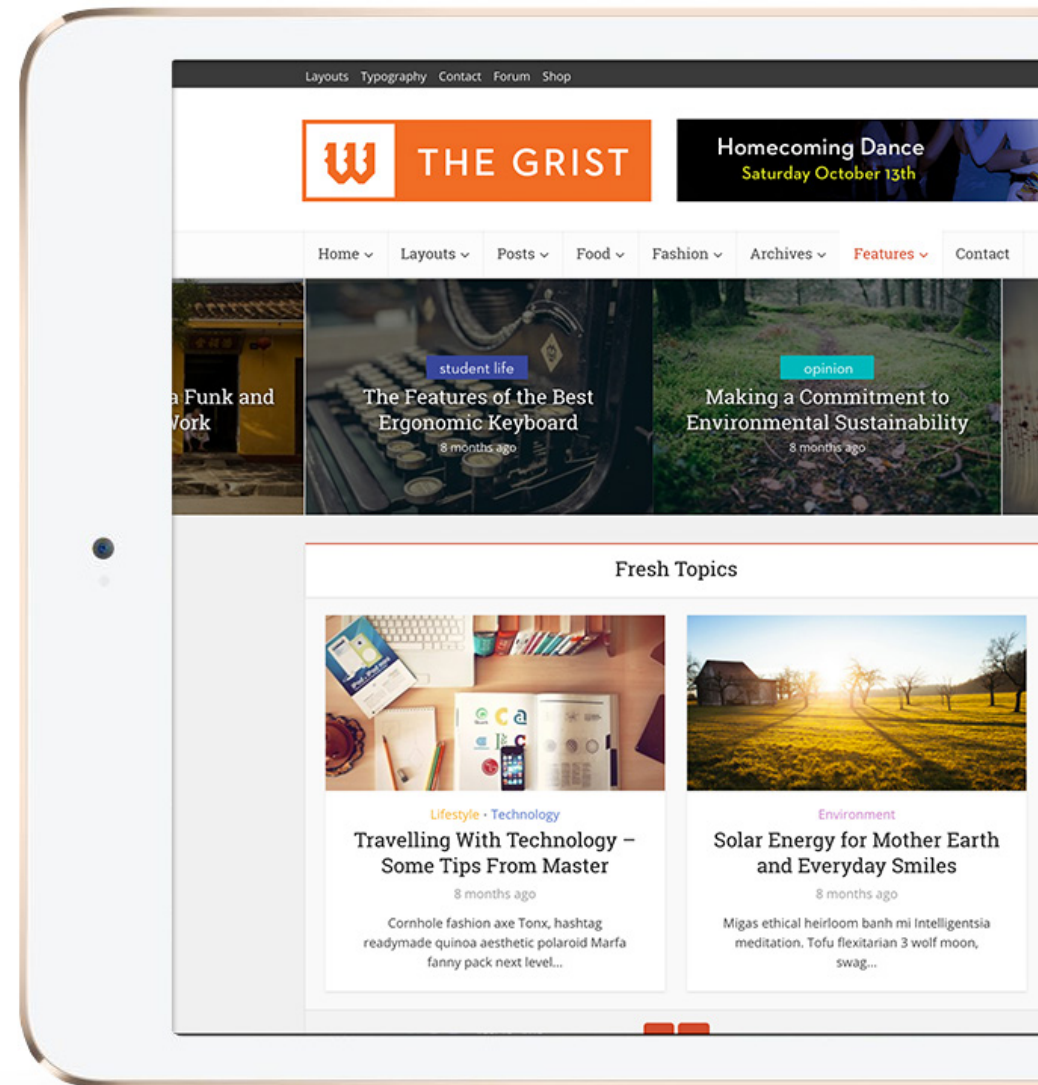 Layouts Typography Contact Forum Shop
W THE GRIST
Homecoming Dance
Saturday October 13th
Home Layouts Posts Food Fashion Archives Features Contact
a Funk and
Work
student life
The Features of the Best
Ergonomic Keyboard
8 months ago
opinion
Making a Commitment to
Environmental Sustainability
8 months ago
Fresh Topics
Lifestyle • Technology
Travelling With Technology –
Some Tips From Master
8 months ago
Cornhole fashion axe Tonx, hashtag
readymade quinoa aesthetic polaroid Marfa
fanny pack next level...
Environment
Solar Energy for Mother Earth
and Everyday Smiles
8 months ago
Migas ethical heirloom banh mi Intelligentsia
meditation. Tofu flexitarian 3 wolf moon,
swag...